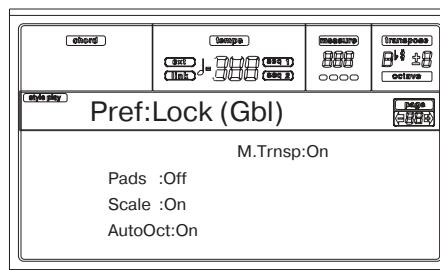 chord
tempo
measure
transpose
ext
link
seq 1
seq 2
octave
style play
Pref:Lock (Gbl)
page
M.Trnsp:On
Pads :Off
Scale :On
AutoOct:On